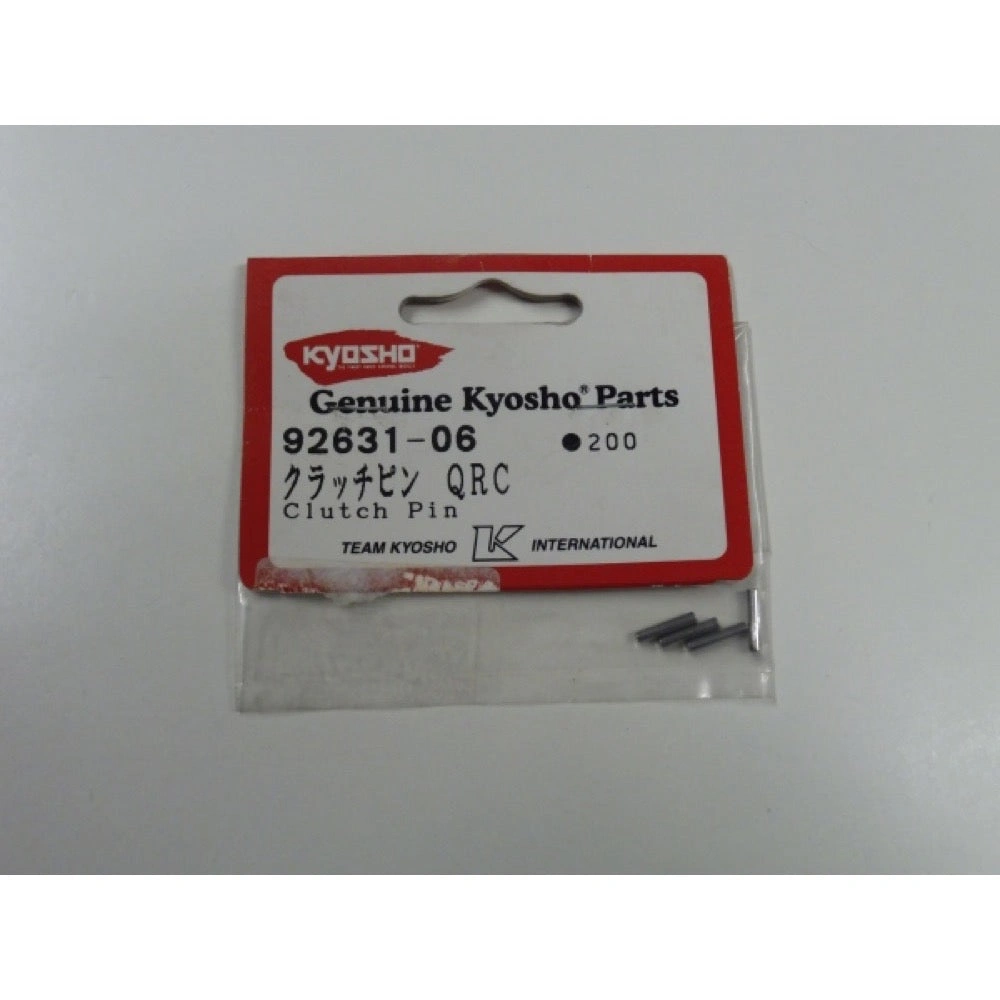 KYOSHO
Genuine Kyosho® Parts
92631-06 ●200
クラッチピン QRC
Clutch Pin
TEAM KYOSHO K INTERNATIONAL